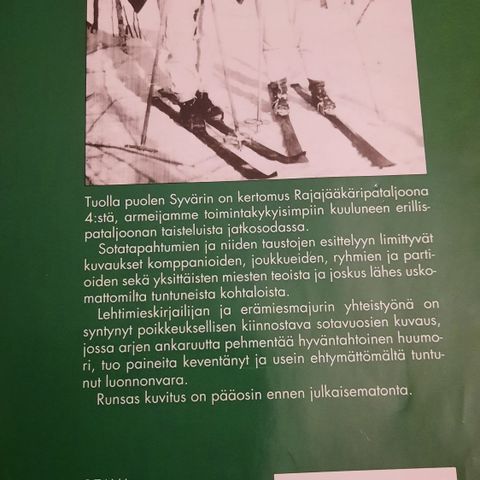 Tuolla puolen Syvärin on kertomus Rajajääkäripataljoona
4:stä, armeijamme toimintakykyisimpiin kuuluneen erillis-
pataljoonan taisteluista jatkosodassa.
Sotatapahtumien ja niiden taustojen esittelyyn limittyvät
kuvaukset komppanioiden, joukkueiden, ryhmien ja parti-
oiden sekä yksittäisten miesten teoista ja joskus lähes usko-
mattomilta tuntuneista kohtaloista.
Lehtimieskirjailijan ja erämiesmajurin yhteistyönä on
syntynyt poikkeuksellisen kiinnostava sotavuosien kuvaus,
jossa arjen ankaruutta pehmentää hyväntahtoinen huumo-
ri, tuo paineita keventänyt ja usein ehtymättömältä tuntu-
nut luonnonvara.
Runsas kuvitus on pääosin ennen julkaisematonta.